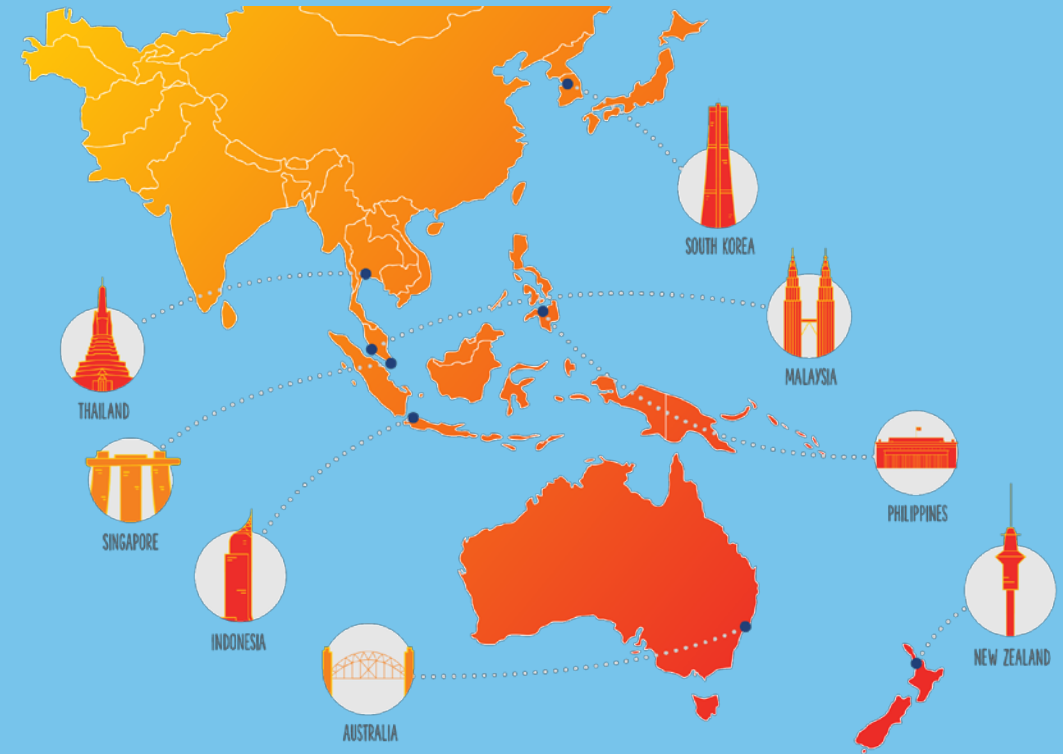 SOUTH KOREA
MALAYSIA
THAILAND
PHILIPPINES
SINGAPORE
INDONESIA
NEW ZEALAND
AUSTRALIA